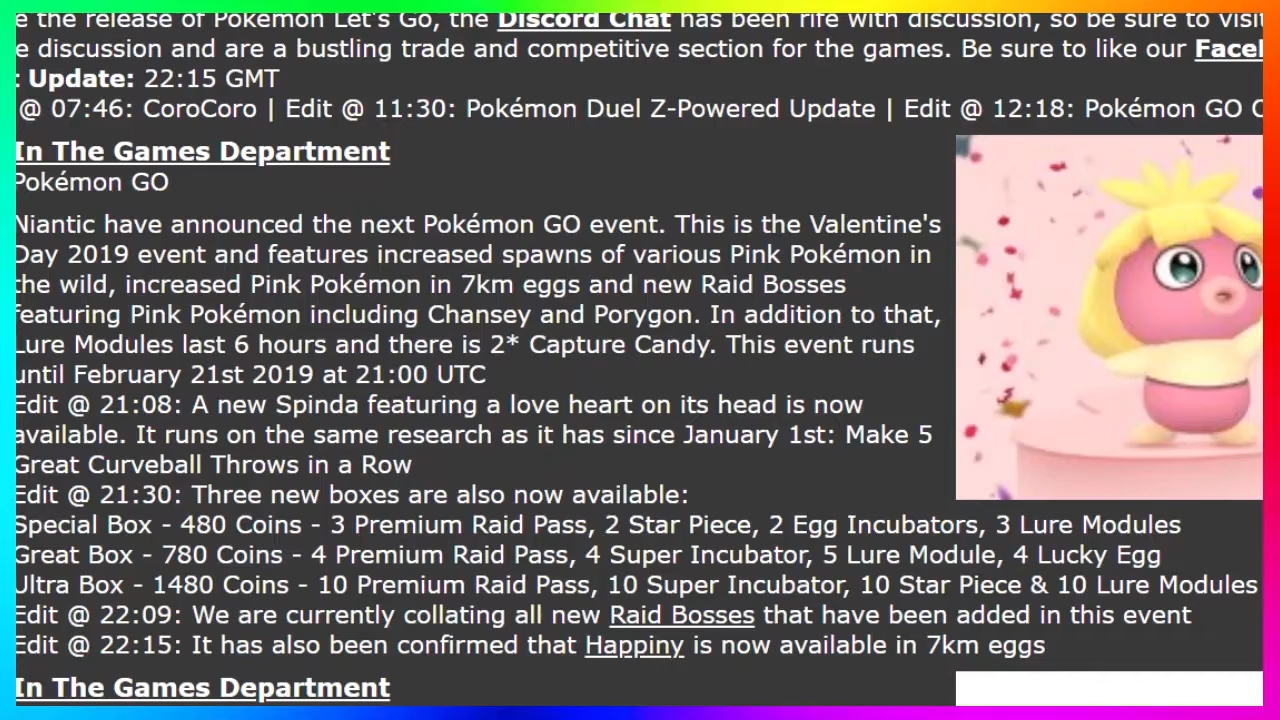 e the release of Pokémon Let's Go, the Discord Chat has been rife with discussion, so be sure to visit
e discussion and are a bustling trade and competitive section for the games. Be sure to like our Face
: Update: 22:15 GMT
@ 07:46: CoroCoro | Edit @ 11:30: Pokémon Duel Z-Powered Update | Edit @ 12:18: Pokémon GO C
In The Games Department
Pokémon GO
Niantic have announced the next Pokémon GO event. This is the Valentine's
Day 2019 event and features increased spawns of various Pink Pokémon in
the wild, increased Pink Pokémon in 7km eggs and new Raid Bosses
featuring Pink Pokémon including Chansey and Porygon. In addition to that,
Lure Modules last 6 hours and there is 2* Capture Candy. This event runs
until February 21st 2019 at 21:00 UTC
Edit @ 21:08: A new Spinda featuring a love heart on its head is now
available. It runs on the same research as it has since January 1st: Make 5
Great Curveball Throws in a Row
Edit @ 21:30: Three new boxes are also now available:
Special Box - 480 Coins - 3 Premium Raid Pass, 2 Star Piece, 2 Egg Incubators, 3 Lure Modules
Great Box - 780 Coins - 4 Premium Raid Pass, 4 Super Incubator, 5 Lure Module, 4 Lucky Egg
Ultra Box - 1480 Coins - 10 Premium Raid Pass, 10 Super Incubator, 10 Star Piece & 10 Lure Modules
Edit @ 22:09: We are currently collating all new Raid Bosses that have been added in this event
Edit @ 22:15: It has also been confirmed that Happiny is now available in 7km eggs
In The Games Department